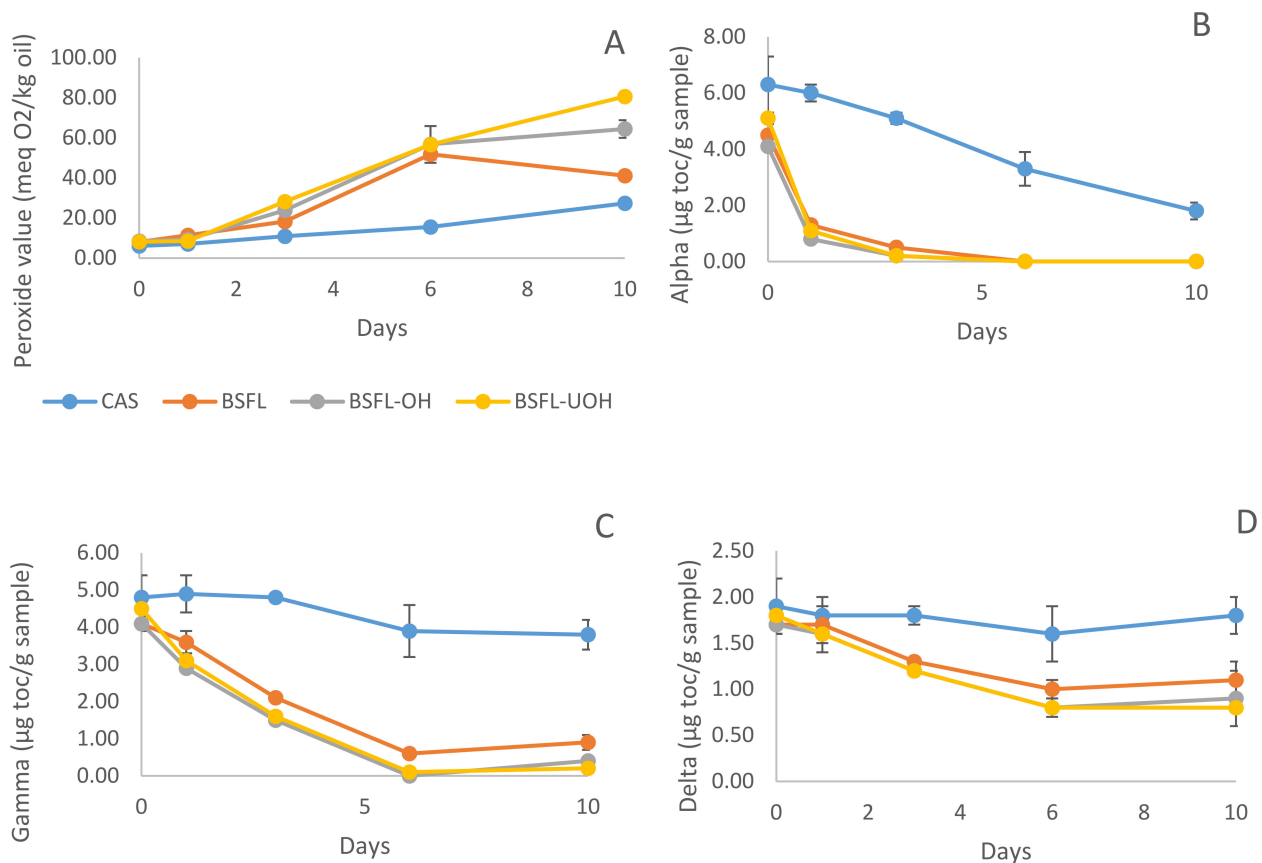 A
Peroxide value (meq O2/kg oil)
100.00
80.00
60.00
40.00
20.00
0.00
0 2 4 6 8 10
Days
B
Alpha (µg toc/g sample)
8.00
6.00
4.00
2.00
0.00
0 5 10
Days
CAS BSFL BSFL-OH BSFL-UOH
C
Gamma (µg toc/g sample)
6.00
5.00
4.00
3.00
2.00
1.00
0.00
0 5 10
Days
D
Delta (µg toc/g sample)
2.50
2.00
1.50
1.00
0.50
0.00
0 2 4 6 8 10
Days